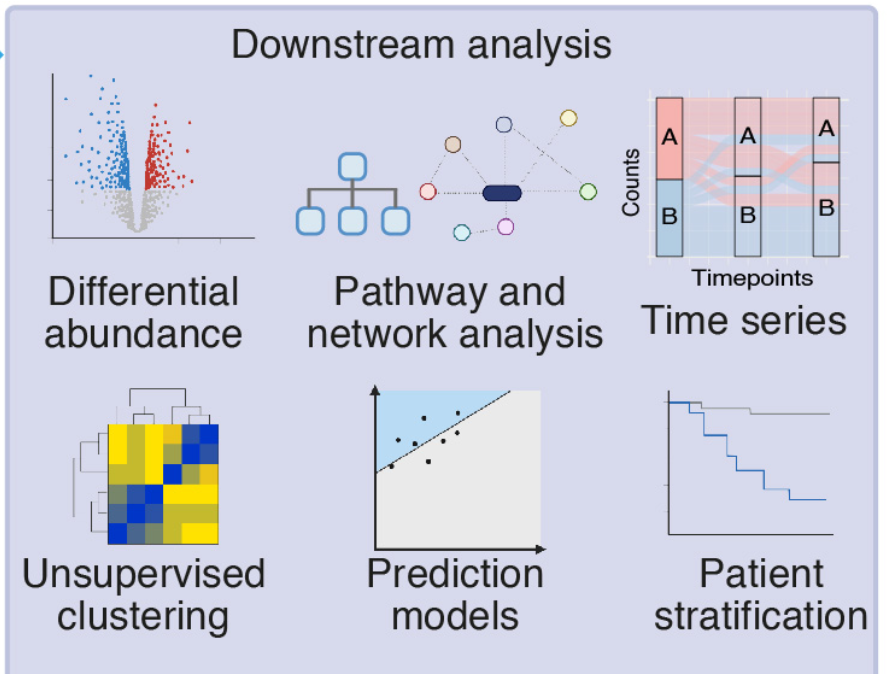 Downstream analysis
Differential
abundance
Pathway and
network analysis
Counts
A
B
A
B
A
B
Timepoints
Time series
Unsupervised
clustering
Prediction
models
Patient
stratification